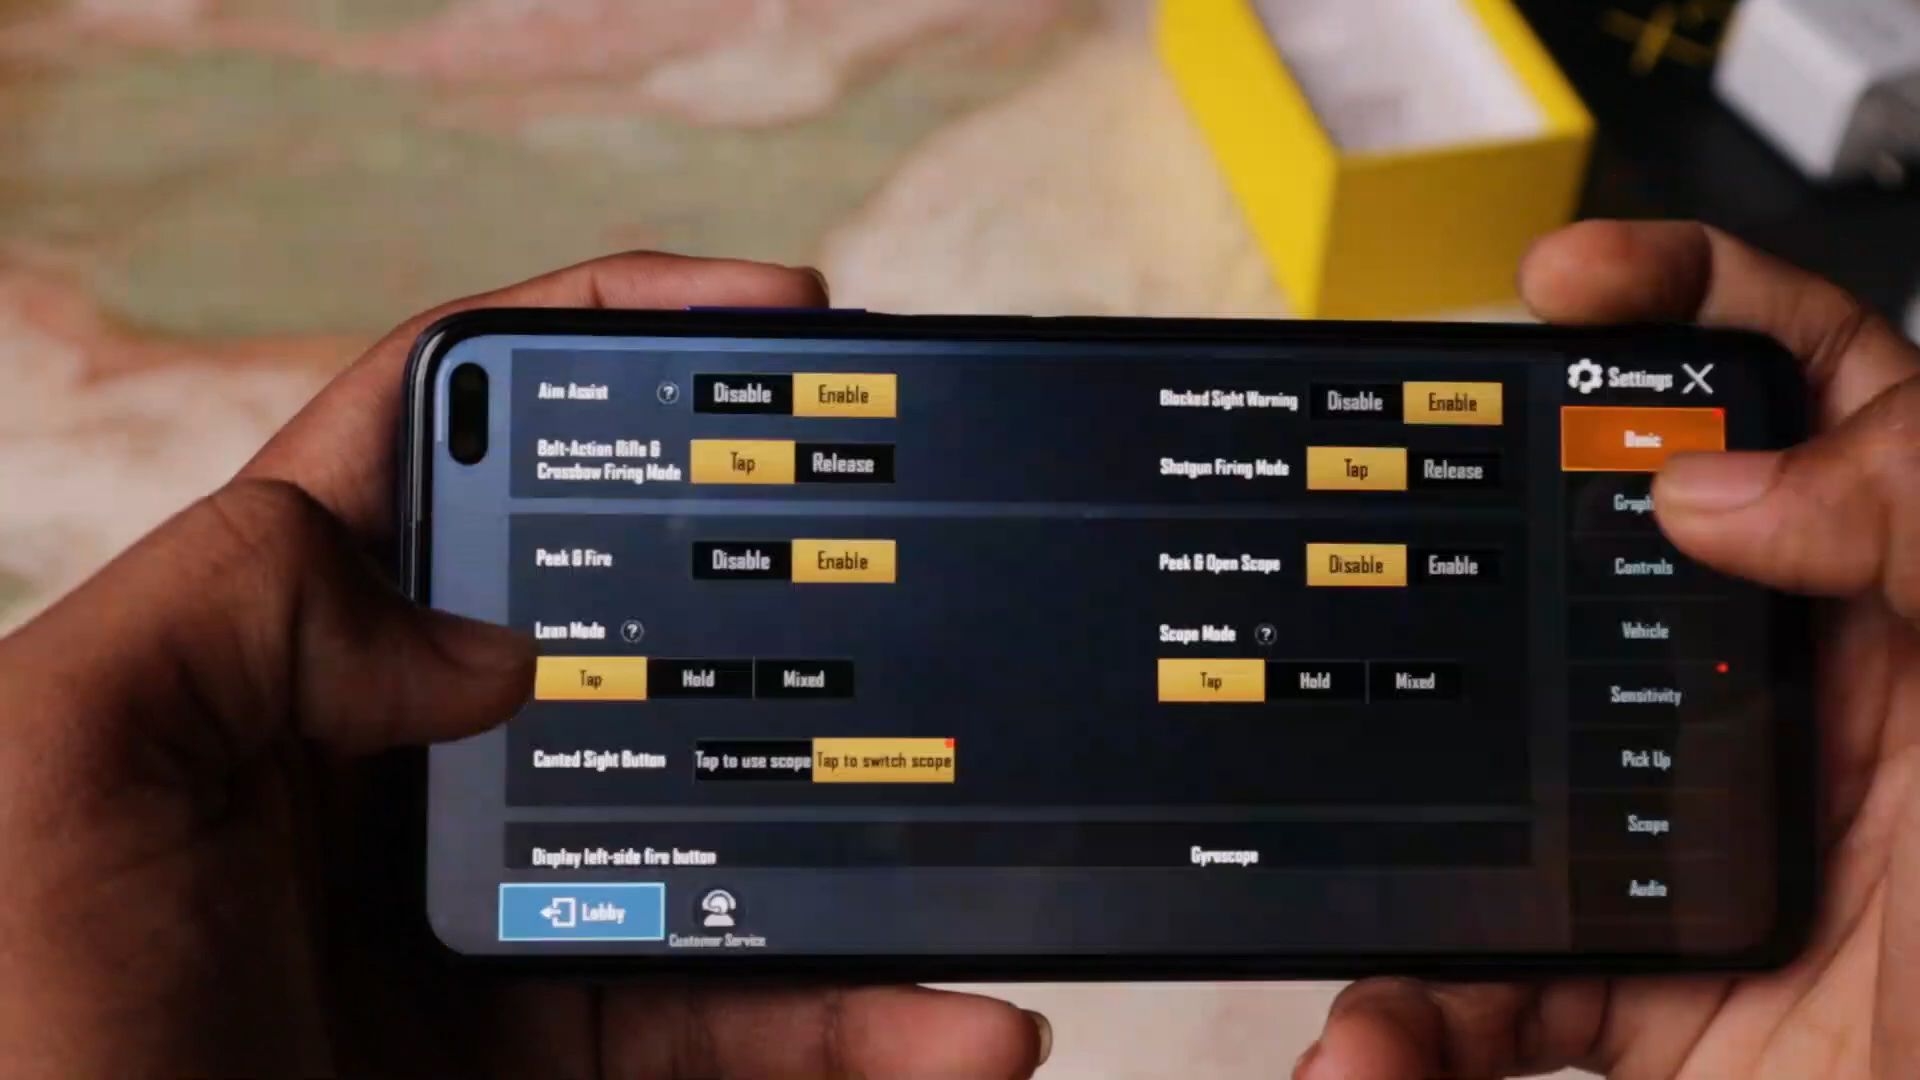 Aim Assist ? Disable Enable
Blocked Sight Warning Disable Enable
Bolt-Action Rifle &
Crossbow Firing Mode Tap Release
Shotgun Firing Mode Tap Release
Peek & Fire Disable Enable
Peek & Open Scope Disable Enable
Lean Mode ?
Scope Mode ?
Tap Hold Mixed
Tap Hold Mixed
Canted Sight Button Tap to use scope Tap to switch scope
Display left-side fire button
Gyroscope
Lobby
Customer Service
Settings
Basic
Controls
Vehicle
Sensitivity
Pick Up
Scope
Audio